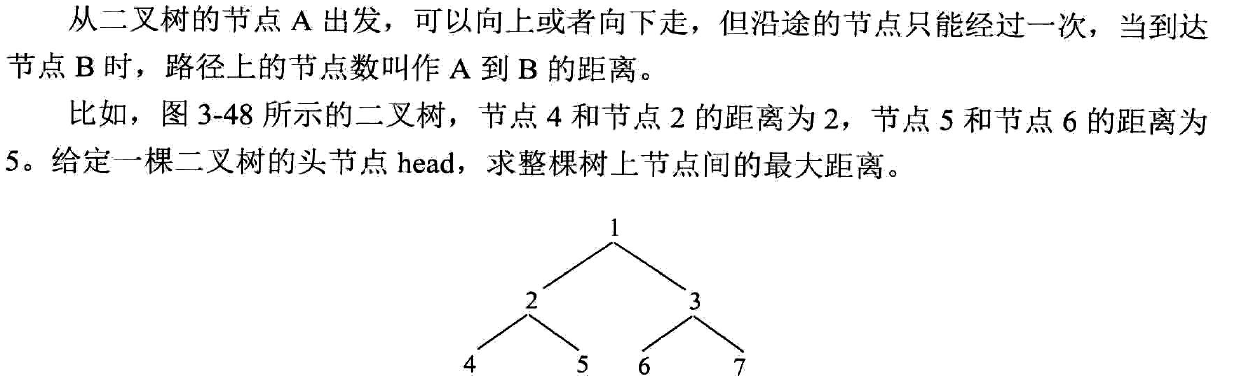 从二叉树的节点 A 出发，可以向上或者向下走，但沿途的节点只能经过一次，当到达
节点 B 时，路径上的节点数叫作 A 到 B 的距离。
比如，图 3-48 所示的二叉树，节点 4 和节点 2 的距离为 2，节点 5 和节点 6 的距离为
5。给定一棵二叉树的头节点 head，求整棵树上节点间的最大距离。
1
2 3
4 5 6 7